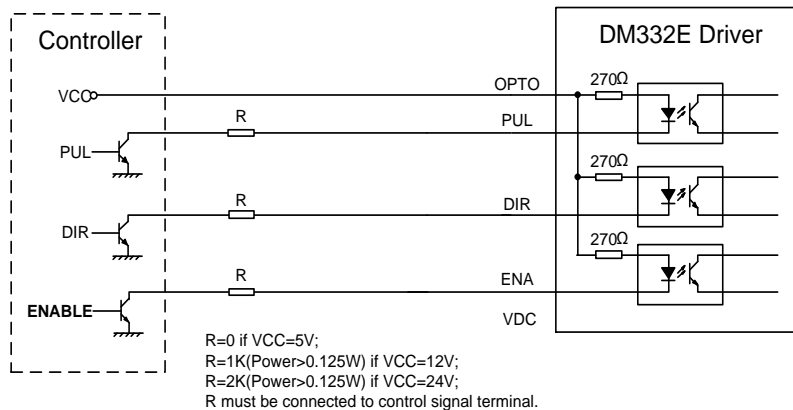 Controller
DM332E Driver
VCC
OPTO
270Ω
R
PUL
PUL
270Ω
R
DIR
DIR
270Ω
R
ENA
ENABLE
VDC
R=0 if VCC=5V;
R=1K(Power>0.125W) if VCC=12V;
R=2K(Power>0.125W) if VCC=24V;
R must be connected to control signal terminal.